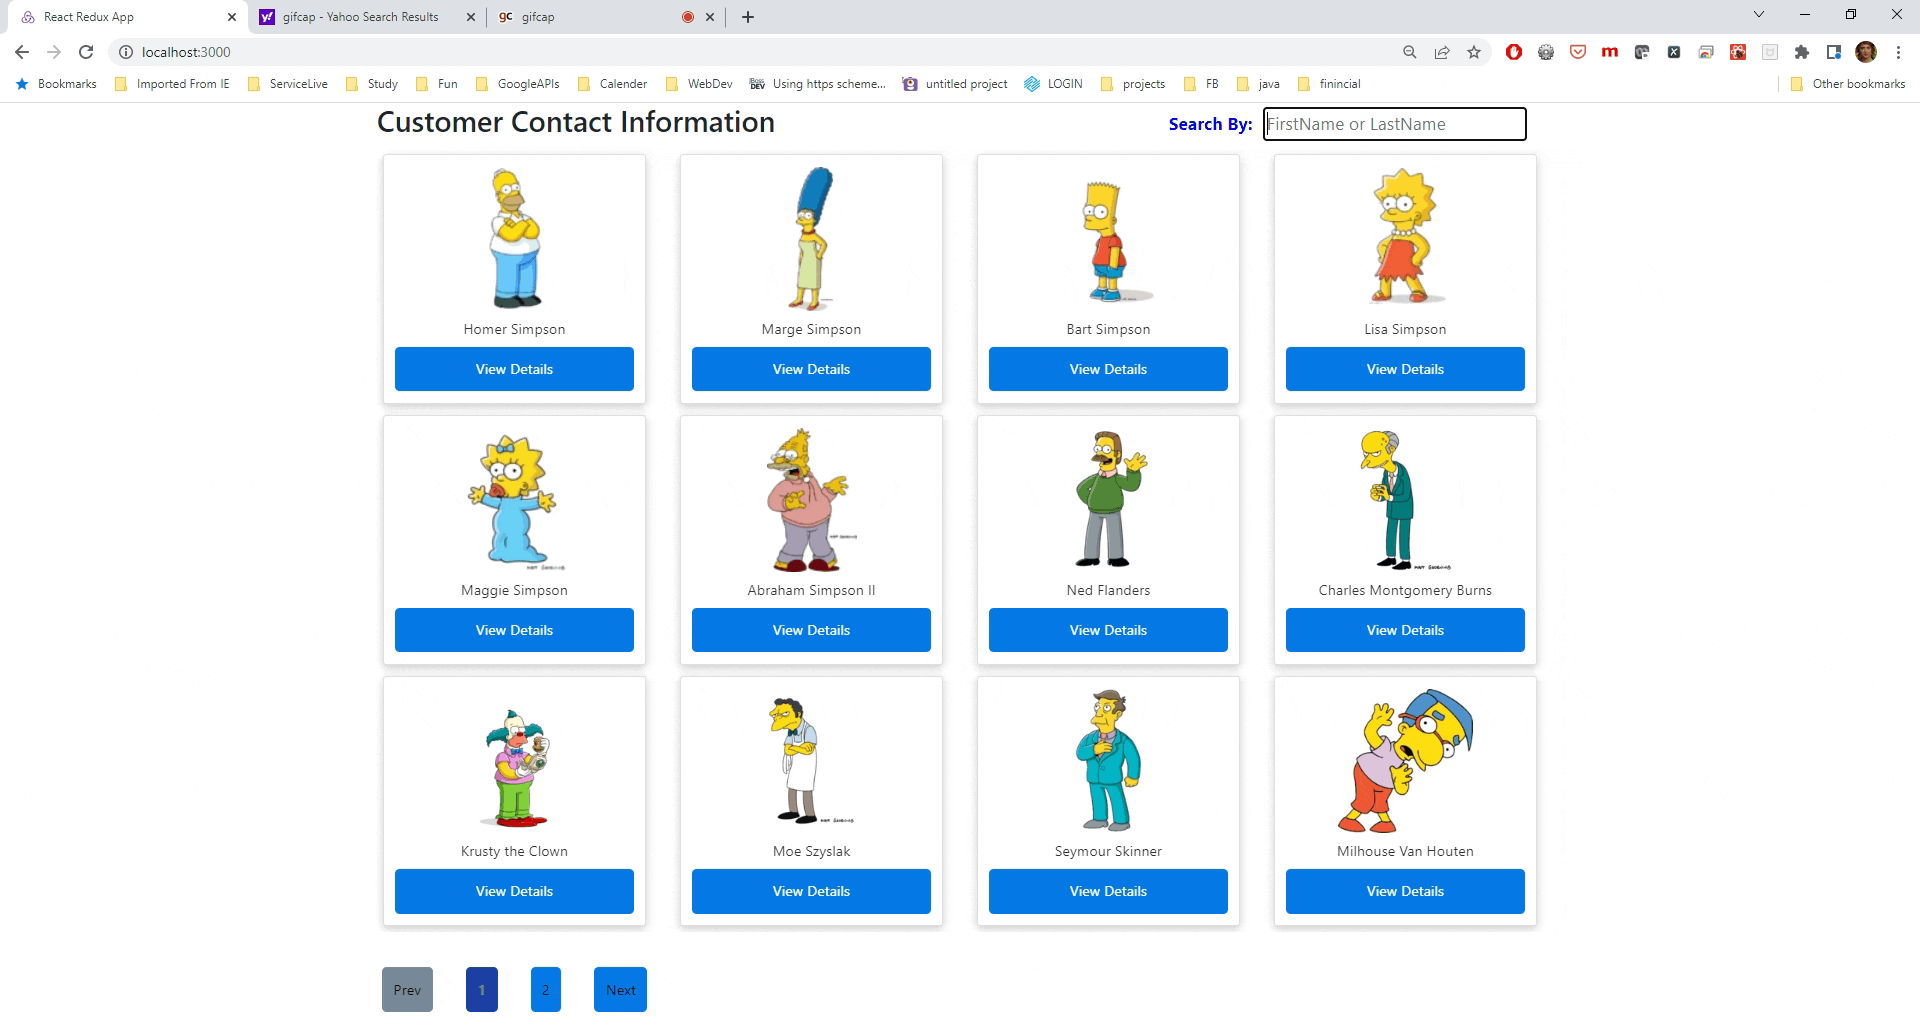 React Redux App
gifcap - Yahoo Search Results
gc gifcap
localhost:3000
Bookmarks Imported From IE ServiceLive Study Fun GoogleAPIs Calender WebDev Using https scheme... untitled project LOGIN projects FB java finincial Other bookmarks
Customer Contact Information
Search By: FirstName or LastName
Homer Simpson Marge Simpson Bart Simpson Lisa Simpson
View Details View Details View Details View Details
Maggie Simpson Abraham Simpson II Ned Flanders Charles Montgomery Burns
View Details View Details View Details View Details
Krusty the Clown Moe Szyslak Seymour Skinner Milhouse Van Houten
View Details View Details View Details View Details
Prev 1 2 Next